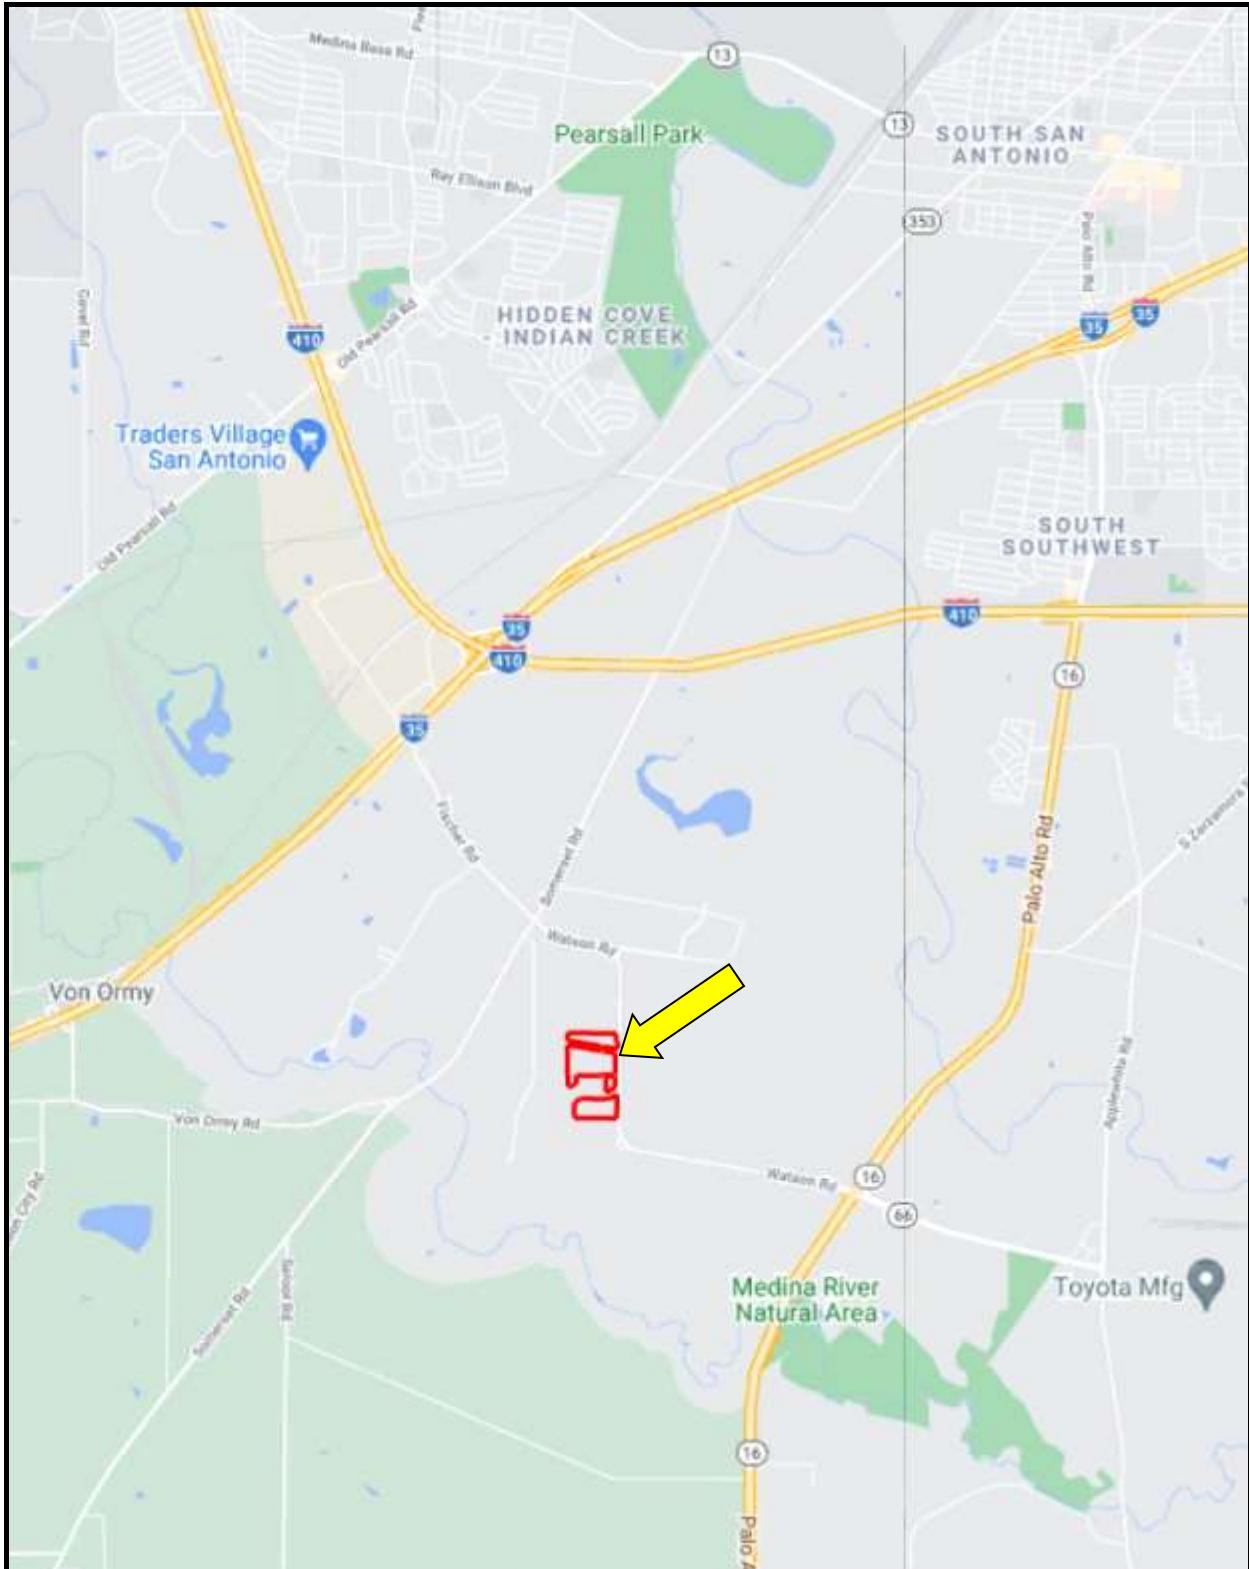 Medina Base Rd
13
Pearsall Park
13
SOUTH SAN
ANTONIO
Ray Ellison Blvd
353
Palo Alto Rd
HIDDEN COVE
- INDIAN CREEK
410
Old Pearsall Rd
35
35
Traders Village
San Antonio
Old Pearsall Rd
SOUTH
SOUTHWEST
35
410
410
16
35
Fischer Rd
Somerset Rd
S Zarzamora
Palo Alto Rd
Watson Rd
Von Ormy
Applewhite Rd
Von Ormy Rd
Watson Rd
16
66
Somerset Rd
Medina River
Natural Area
Toyota Mfg
16
Palo A